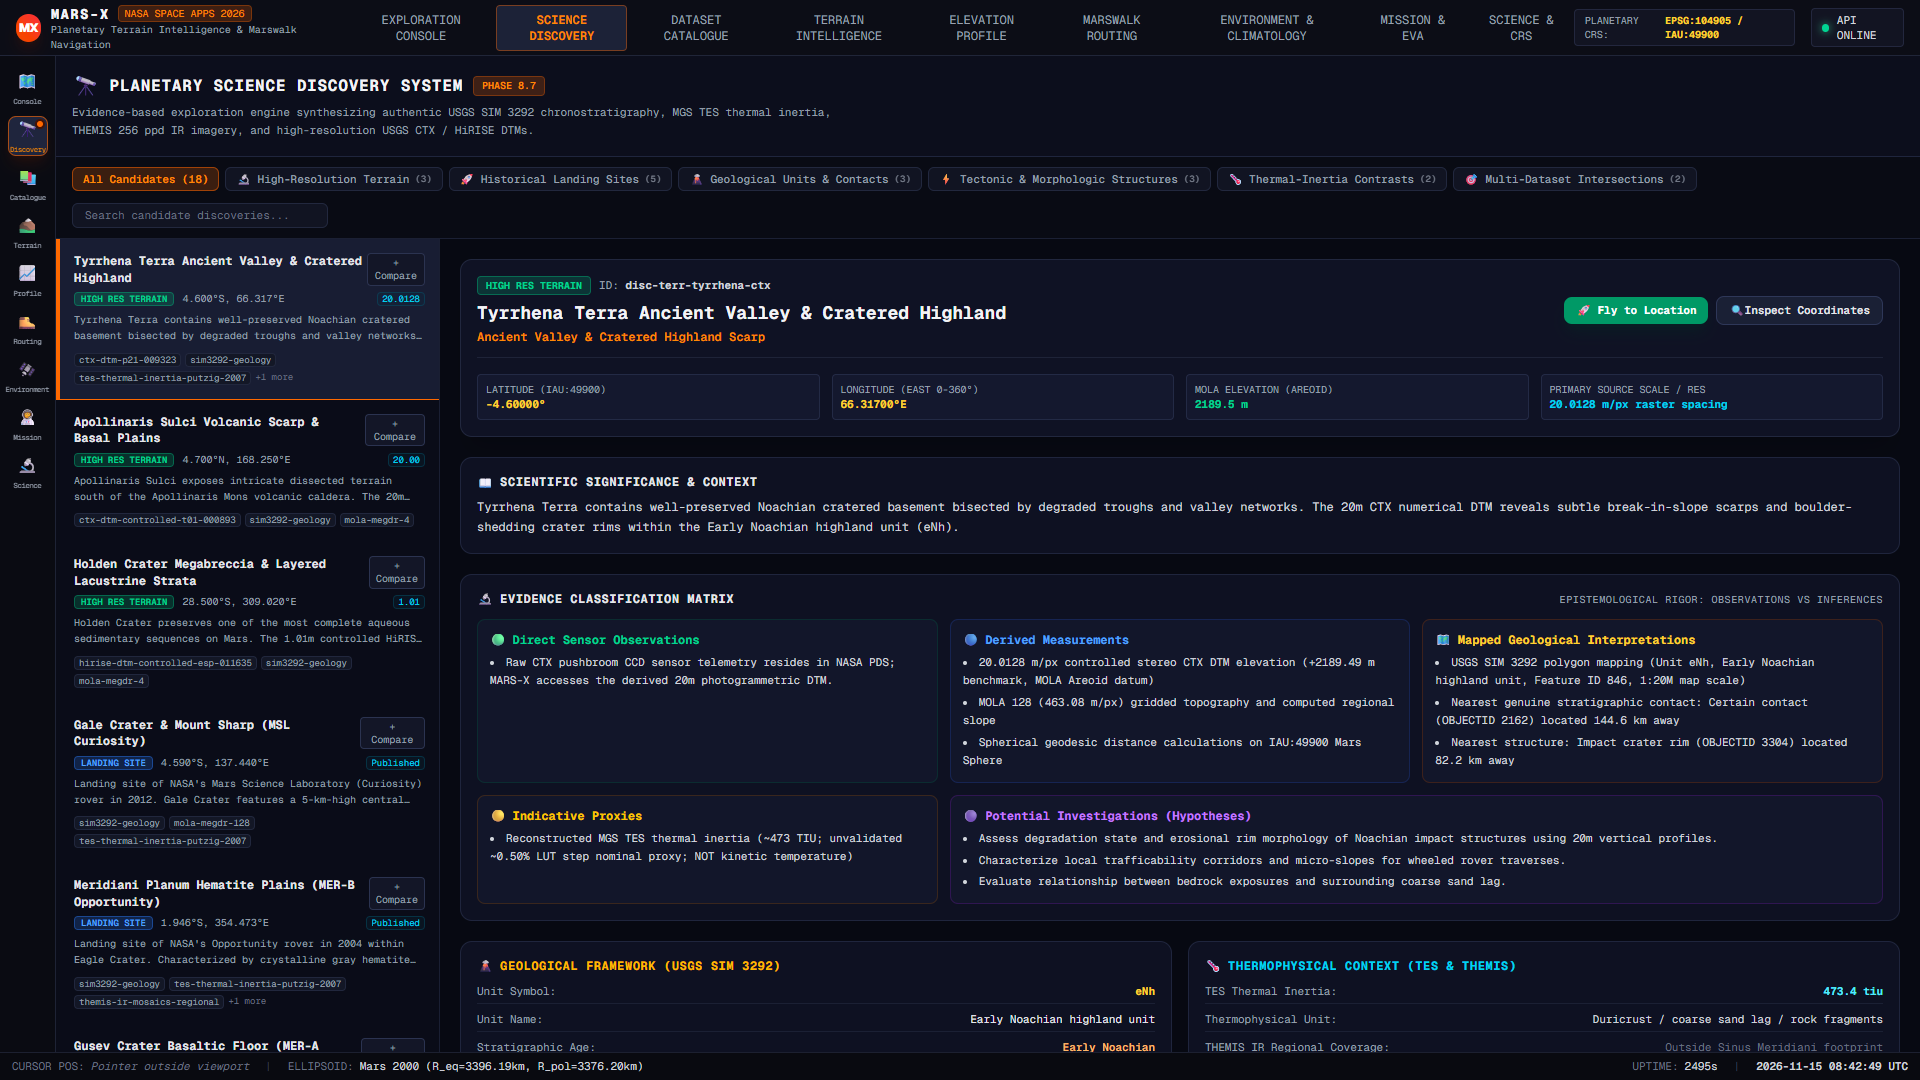 MX
MARS-X NASA SPACE APPS 2026
Planetary Terrain Intelligence & Marswalk
Navigation
EXPLORATION
CONSOLE
SCIENCE
DISCOVERY
DATASET
CATALOGUE
TERRAIN
INTELLIGENCE
ELEVATION
PROFILE
MARSWALK
ROUTING
ENVIRONMENT &
CLIMATOLOGY
MISSION &
EVA
SCIENCE &
CRS
PLANETARY
CRS:
EPSG:104905 /
IAU:49900
API
ONLINE
Console
Discovery
Catalogue
Terrain
Profile
Routing
Environment
Mission
Science
PLANETARY SCIENCE DISCOVERY SYSTEM PHASE 8.7
Evidence-based exploration engine synthesizing authentic USGS SIM 3292 chronostratigraphy, MGS TES thermal inertia,
THEMIS 256 ppd IR imagery, and high-resolution USGS CTX / HiRISE DTMs.
All Candidates (18)
High-Resolution Terrain (3)
Historical Landing Sites (5)
Geological Units & Contacts (3)
Tectonic & Morphologic Structures (3)
Thermal-Inertia Contrasts (2)
Multi-Dataset Intersections (2)
Search candidate discoveries...
Tyrrhena Terra Ancient Valley & Cratered
Highland
+
Compare
HIGH RES TERRAIN 4.600°S, 66.317°E 20.0128
Tyrrhena Terra contains well-preserved Noachian cratered
basement bisected by degraded troughs and valley networks…
ctx-dtm-p21-009323 sim3292-geology
tes-thermal-inertia-putzig-2007 +1 more
Apollinaris Sulci Volcanic Scarp &
Basal Plains
+
Compare
HIGH RES TERRAIN 4.700°N, 168.250°E 20.00
Apollinaris Sulci exposes intricate dissected terrain
south of the Apollinaris Mons volcanic caldera. The 20m…
ctx-dtm-controlled-t01-000893 sim3292-geology mola-megdr-4
Holden Crater Megabreccia & Layered
Lacustrine Strata
+
Compare
HIGH RES TERRAIN 28.500°S, 309.020°E 1.01
Holden Crater preserves one of the most complete aqueous
sedimentary sequences on Mars. The 1.01m controlled HiRIS…
hirise-dtm-controlled-esp-011635 sim3292-geology
mola-megdr-4
Gale Crater & Mount Sharp (MSL
Curiosity)
+
Compare
LANDING SITE 4.590°S, 137.440°E Published
Landing site of NASA's Mars Science Laboratory (Curiosity)
rover in 2012. Gale Crater features a 5-km-high central…
sim3292-geology mola-megdr-128
tes-thermal-inertia-putzig-2007
Meridiani Planum Hematite Plains (MER-B
Opportunity)
+
Compare
LANDING SITE 1.946°S, 354.473°E Published
Landing site of NASA's Opportunity rover in 2004 within
Eagle Crater. Characterized by crystalline gray hematite…
sim3292-geology tes-thermal-inertia-putzig-2007
themis-ir-mosaics-regional +1 more
Gusev Crater Basaltic Floor (MER-A
+
HIGH RES TERRAIN ID: disc-terr-tyrrhena-ctx
Tyrrhena Terra Ancient Valley & Cratered Highland
Ancient Valley & Cratered Highland Scarp
Fly to Location
Inspect Coordinates
LATITUDE (IAU:49900)
-4.60000°
LONGITUDE (EAST 0-360°)
66.31700°E
MOLA ELEVATION (AREOID)
2189.5 m
PRIMARY SOURCE SCALE / RES
20.0128 m/px raster spacing
SCIENTIFIC SIGNIFICANCE & CONTEXT
Tyrrhena Terra contains well-preserved Noachian cratered basement bisected by degraded troughs and valley networks. The 20m CTX numerical DTM reveals subtle break-in-slope scarps and boulder-
shedding crater rims within the Early Noachian highland unit (eNh).
EVIDENCE CLASSIFICATION MATRIX
EPISTEMOLOGICAL RIGOR: OBSERVATIONS VS INFERENCES
Direct Sensor Observations
• Raw CTX pushbroom CCD sensor telemetry resides in NASA PDS;
MARS-X accesses the derived 20m photogrammetric DTM.
Derived Measurements
• 20.0128 m/px controlled stereo CTX DTM elevation (+2189.49 m
benchmark, MOLA Areoid datum)
• MOLA 128 (463.08 m/px) gridded topography and computed regional
slope
• Spherical geodesic distance calculations on IAU:49900 Mars
Sphere
Mapped Geological Interpretations
• USGS SIM 3292 polygon mapping (Unit eNh, Early Noachian
highland unit, Feature ID 846, 1:20M map scale)
• Nearest genuine stratigraphic contact: Certain contact
(OBJECTID 2162) located 144.6 km away
• Nearest structure: Impact crater rim (OBJECTID 3304) located
82.2 km away
Indicative Proxies
• Reconstructed MGS TES thermal inertia (~473 TIU; unvalidated
~0.50% LUT step nominal proxy; NOT kinetic temperature)
Potential Investigations (Hypotheses)
• Assess degradation state and erosional rim morphology of Noachian impact structures using 20m vertical profiles.
• Characterize local trafficability corridors and micro-slopes for wheeled rover traverses.
• Evaluate relationship between bedrock exposures and surrounding coarse sand lag.
GEOLOGICAL FRAMEWORK (USGS SIM 3292)
Unit Symbol: eNh
Unit Name: Early Noachian highland unit
Stratigraphic Age: Early Noachian
THERMOPHYSICAL CONTEXT (TES & THEMIS)
TES Thermal Inertia: 473.4 tiu
Thermophysical Unit: Duricrust / coarse sand lag / rock fragments
THEMIS IR Regional Coverage: Outside Sinus Meridiani footprint
CURSOR POS: Pointer outside viewport | ELLIPSOID: Mars 2000 (R_eq=3396.19km, R_pol=3376.20km)
UPTIME: 2495s | 2026-11-15 08:42:49 UTC